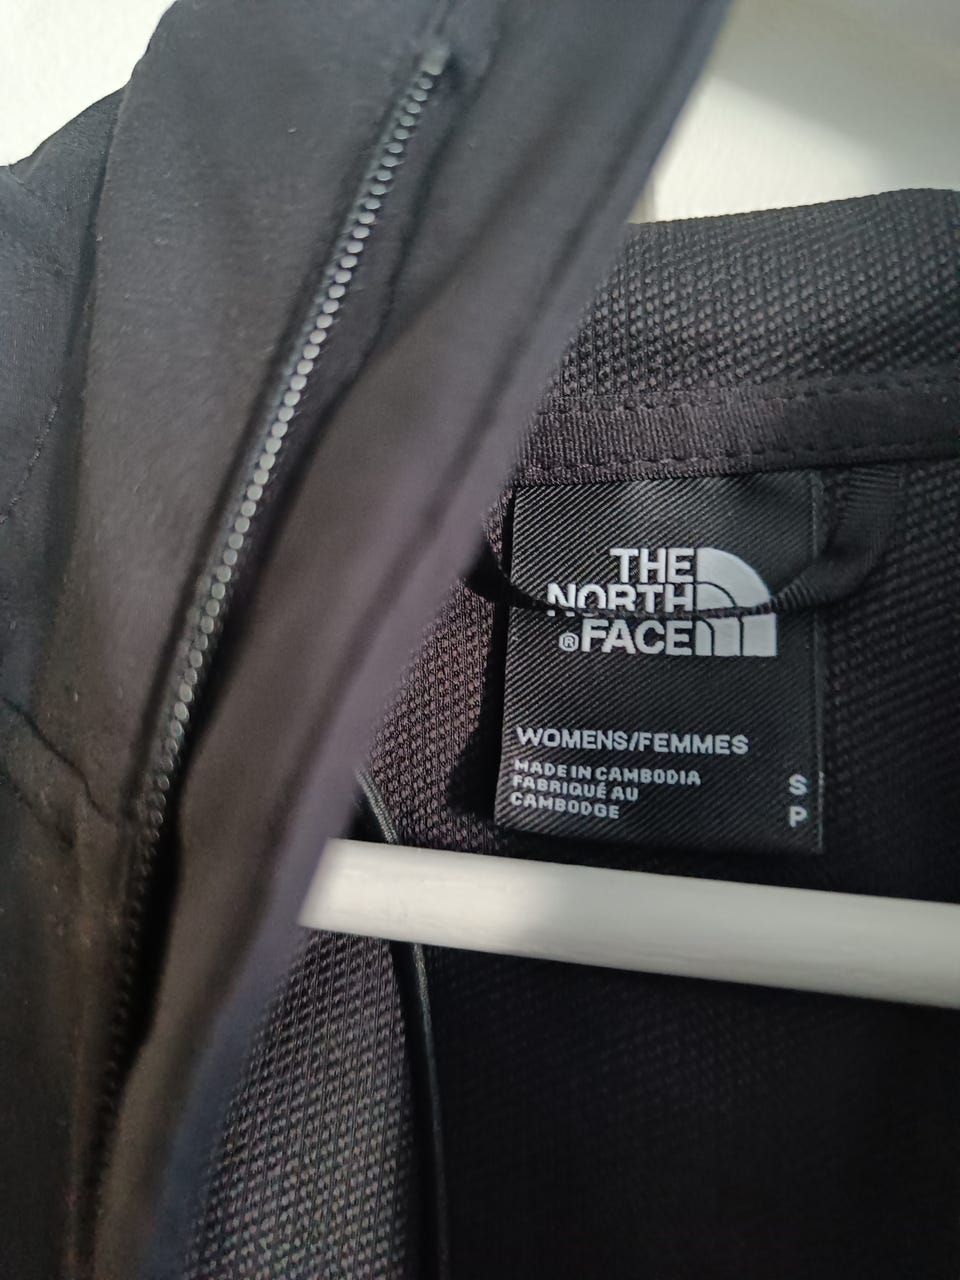 THE
NORTH
® FACE
WOMENS/FEMMES
MADE IN CAMBODIA
FABRIQUÉ AU
CAMBODGE
S
P